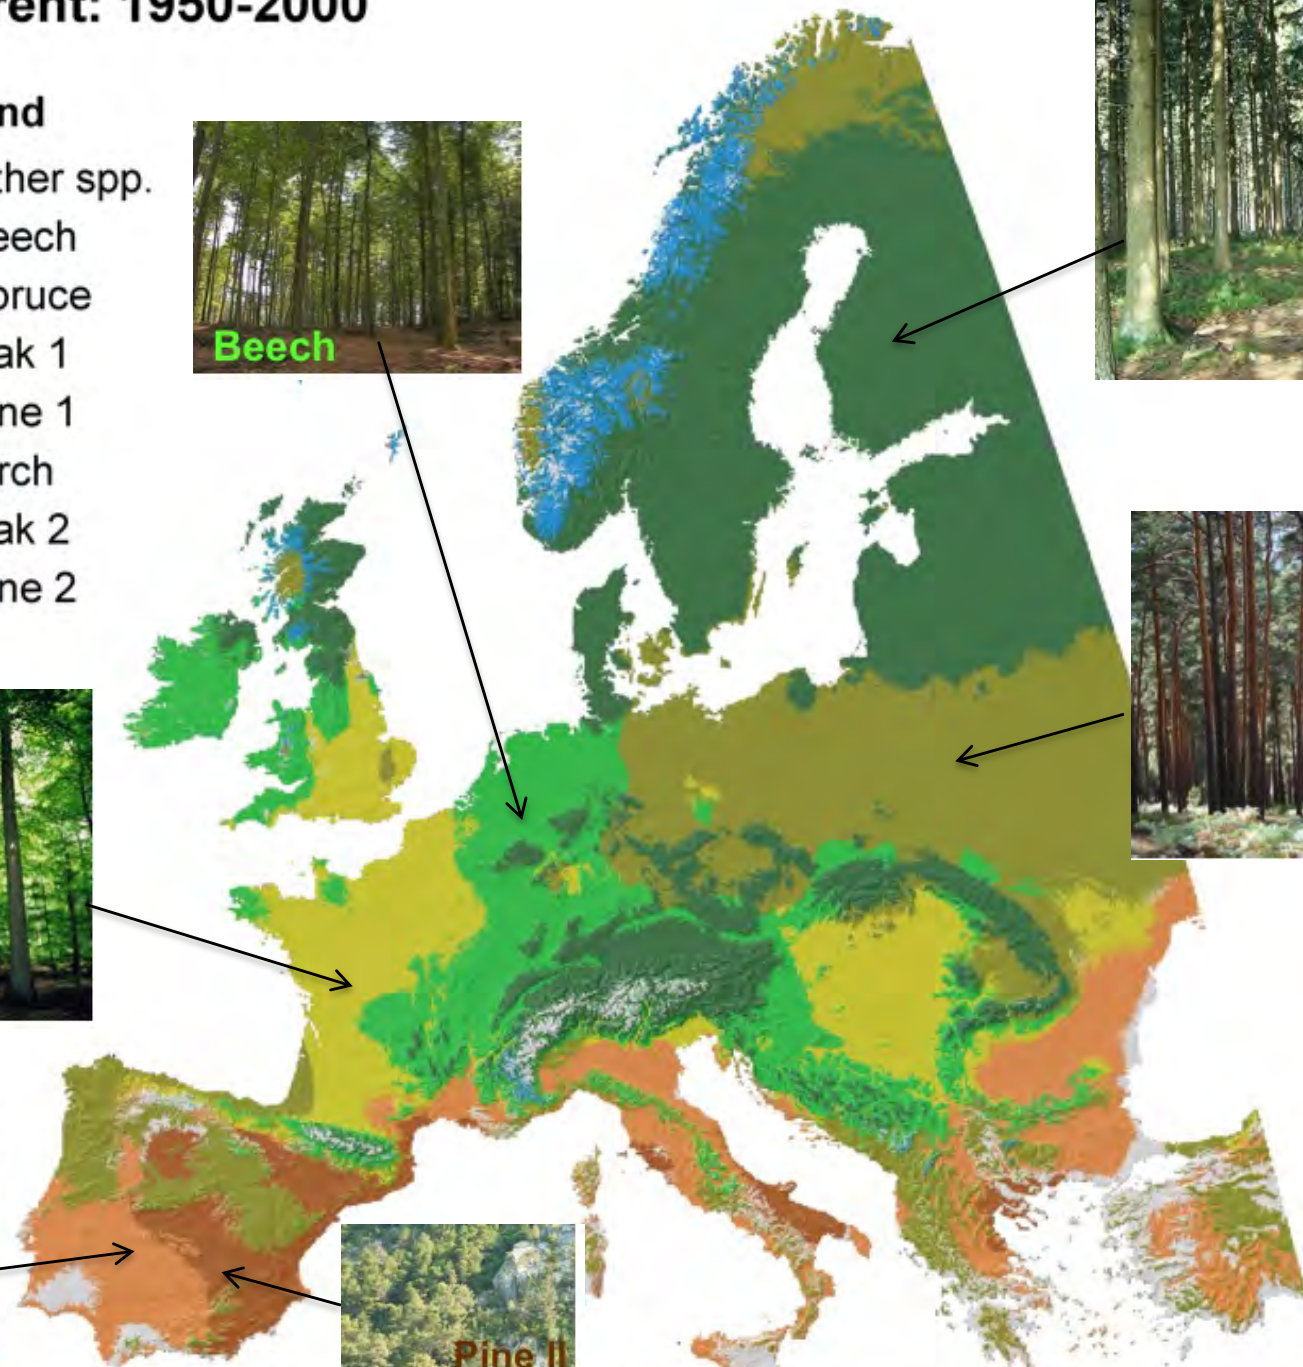 rent: 1950-2000
nd
ther spp.
eech
pruce
ak 1
ne 1
rch
ak 2
ne 2
Beech
Pine II